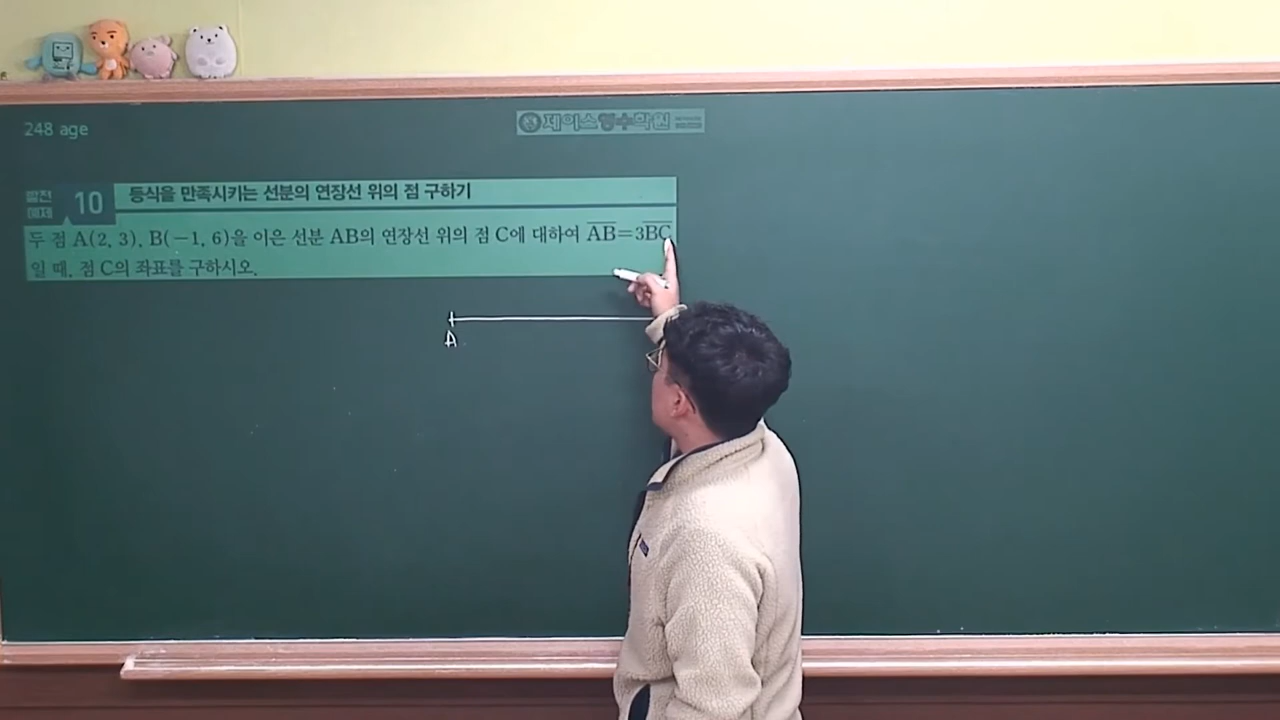 248 age
제이스영수학원
발전
예제 10 등식을 만족시키는 선분의 연장선 위의 점 구하기
두 점 A(2, 3), B(−1, 6)을 이은 선분 AB의 연장선 위의 점 C에 대하여 A̅B̅=3B̅C̅
일 때, 점 C의 좌표를 구하시오.
A